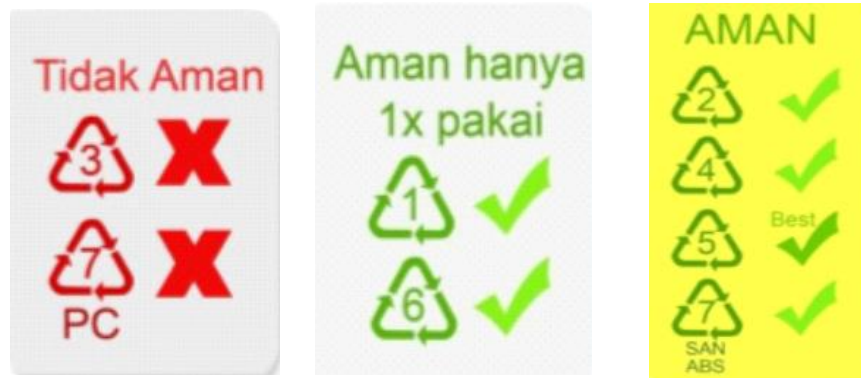 Tidak Aman
3
7
PC
Aman hanya
1x pakai
1
6
AMAN
2
4
Best
5
7
SAN
ABS